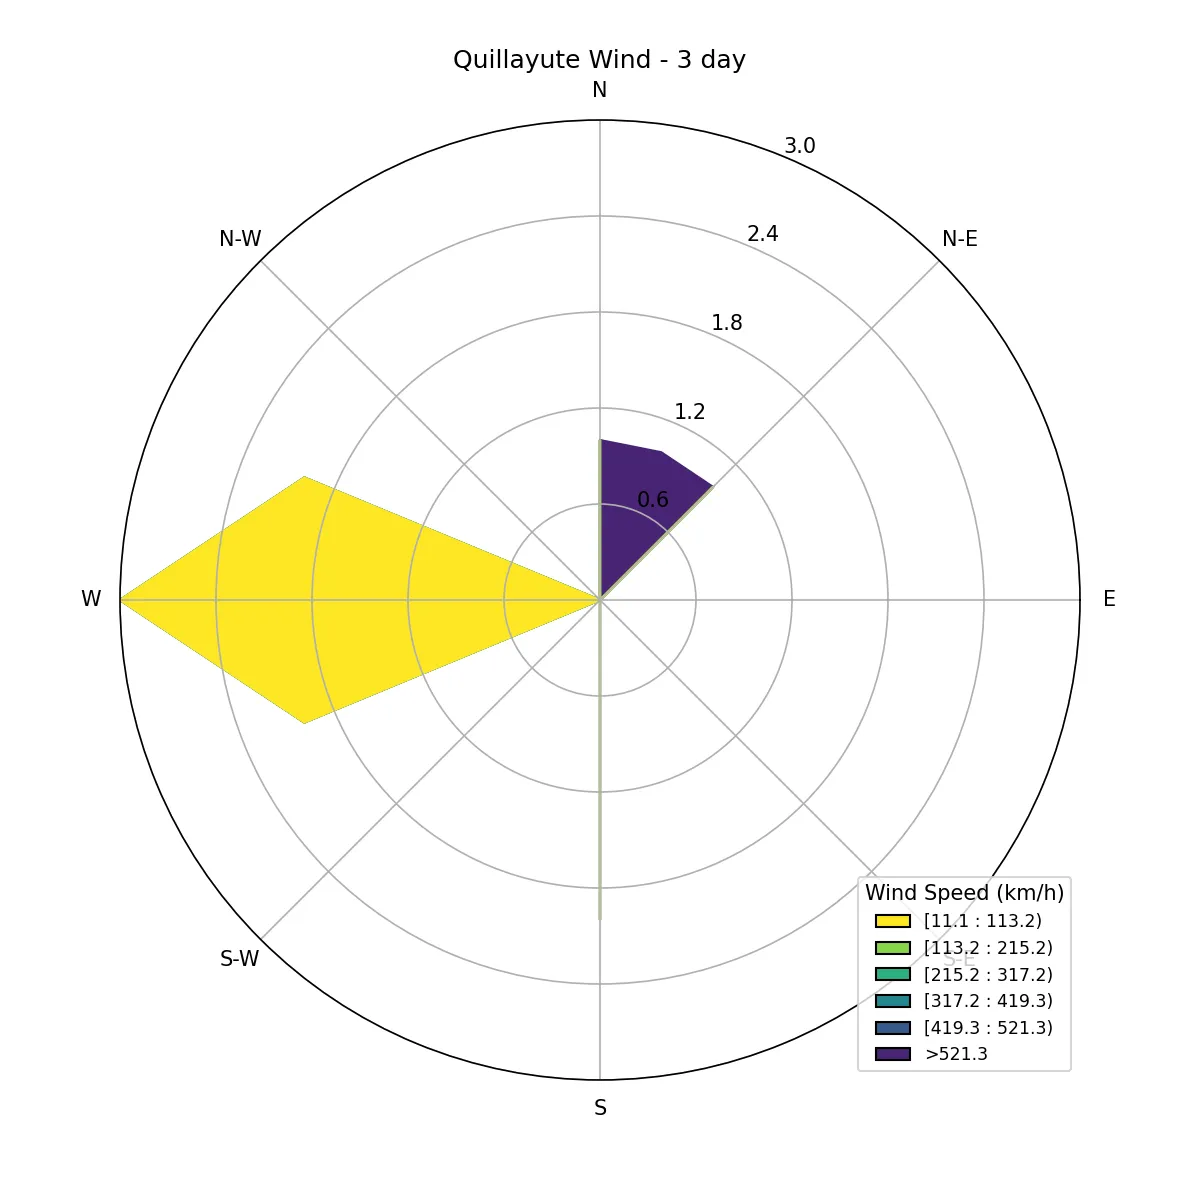 Quillayute Wind - 3 day
N
3.0
2.4
N-W
N-E
1.8
1.2
0.6
W
E
Wind Speed (km/h)
[11.1 : 113.2)
[113.2 : 215.2)
S-W
S-E
[215.2 : 317.2)
[317.2 : 419.3)
[419.3 : 521.3)
>521.3
S